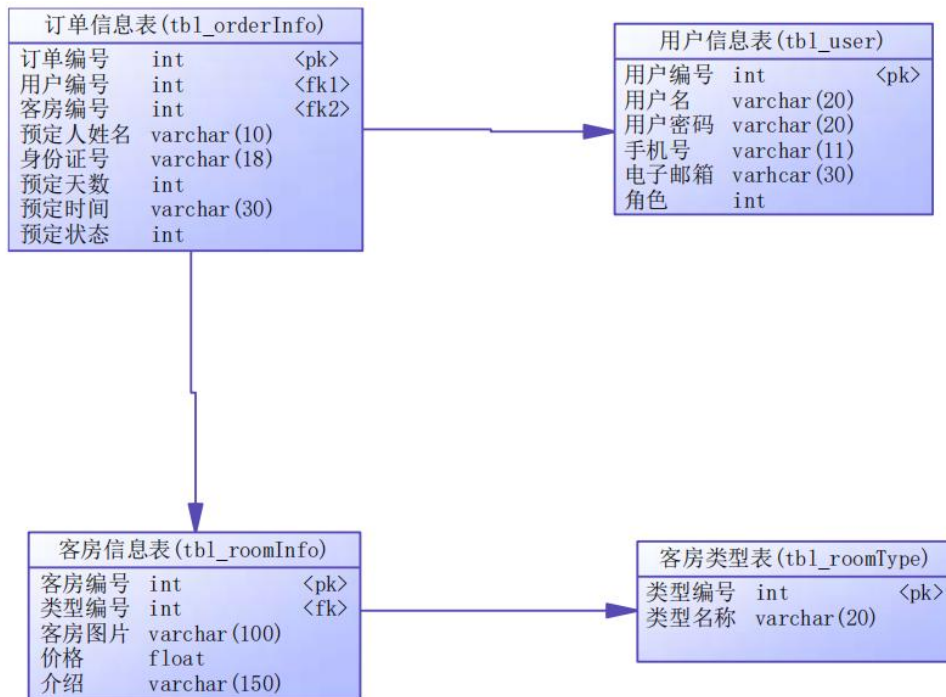 订单信息表(tbl_orderInfo)
订单编号 int <pk>
用户编号 int <fk1>
客房编号 int <fk2>
预定人姓名 varchar(10)
身份证号 varchar(18)
预定天数 int
预定时间 varchar(30)
预定状态 int
用户信息表(tbl_user)
用户编号 int <pk>
用户名 varchar(20)
用户密码 varchar(20)
手机号 varchar(11)
电子邮箱 varhcar(30)
角色 int
客房信息表(tbl_roomInfo)
客房编号 int <pk>
类型编号 int <fk>
客房图片 varchar(100)
价格 float
介绍 varchar(150)
客房类型表(tbl_roomType)
类型编号 int <pk>
类型名称 varchar(20)